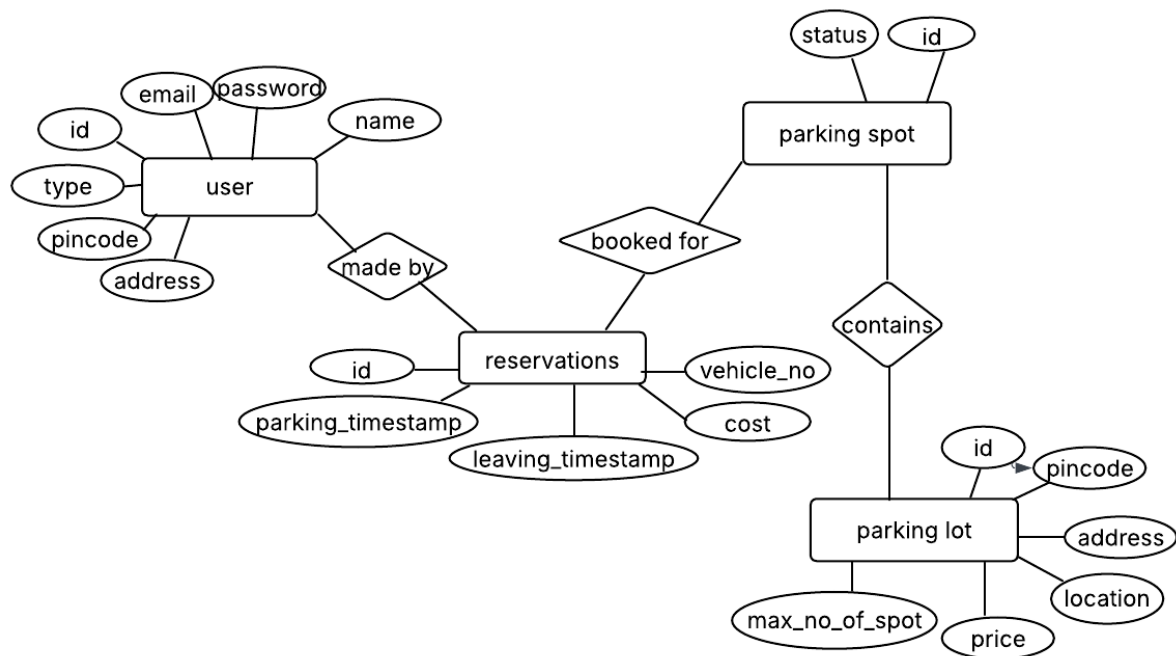 status
id
email
password
id
name
parking spot
type
user
pincode
booked for
address
made by
contains
reservations
id
vehicle_no
parking_timestamp
cost
leaving_timestamp
id
pincode
parking lot
address
location
max_no_of_spot
price